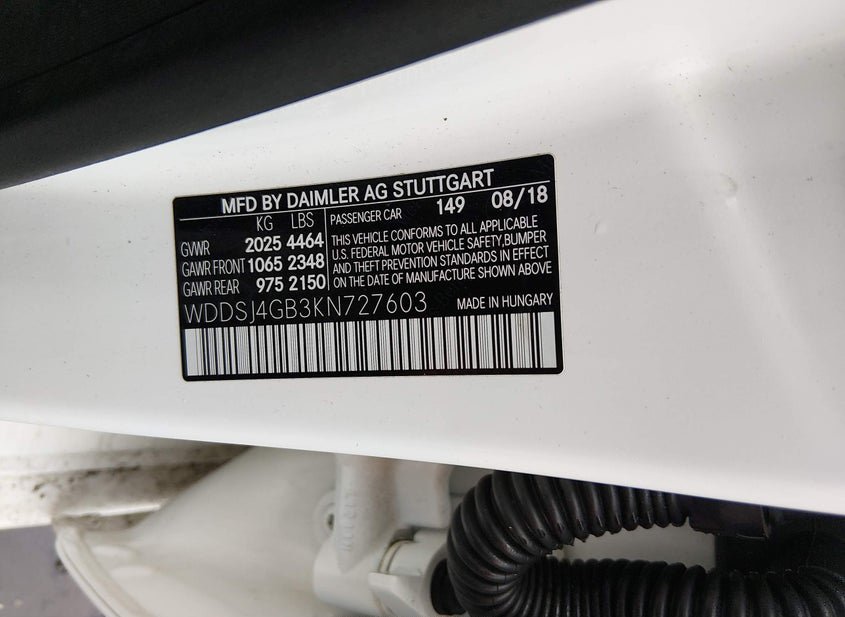 MFD BY DAIMLER AG STUTTGART
KG LBS
GVWR 2025 4464
GAWR FRONT 1065 2348
GAWR REAR 975 2150
PASSENGER CAR 149 08/18
THIS VEHICLE CONFORMS TO ALL APPLICABLE
U.S. FEDERAL MOTOR VEHICLE SAFETY,BUMPER
AND THEFT PREVENTION STANDARDS IN EFFECT
ON THE DATE OF MANUFACTURE SHOWN ABOVE
WDDSJ4GB3KN727603
MADE IN HUNGARY